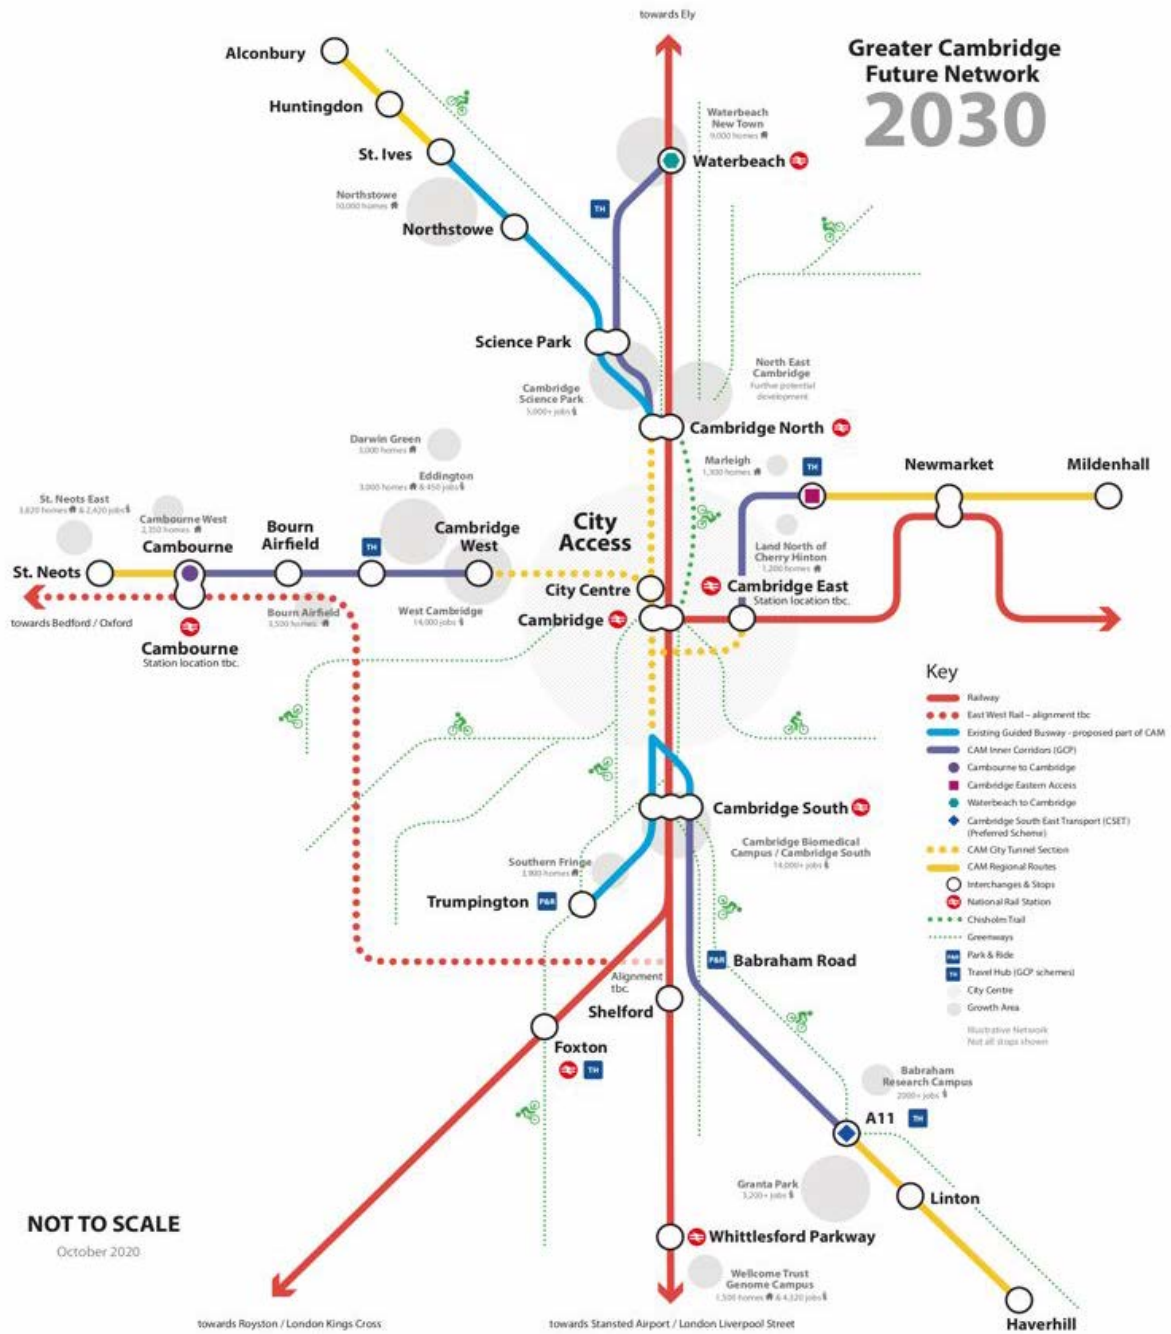 towards Ely
Greater Cambridge
Future Network
2030
Alconbury
Huntingdon
St. Ives
Waterbeach
New Town
9,000 homes
Waterbeach
Northstowe
10,000 homes
TH
Northstowe
Science Park
Cambridge
Science Park
5,000+ jobs
North East
Cambridge
Further potential
development
Cambridge North
Darwin Green
3,000 homes
Eddington
3,000 homes & 450 jobs
Marleigh
1,300 homes
TH
Newmarket
Mildenhall
St. Neots East
3,820 homes & 2,420 jobs
Cambourne West
2,350 homes
Cambourne
Bourn
Airfield
TH
Cambridge
West
City
Access
Land North of
Cherry Hinton
1,200 homes
St. Neots
City Centre
Cambridge East
Station location tbc.
towards Bedford / Oxford
Bourn Airfield
3,500 homes
West Cambridge
14,000 jobs
Cambridge
Cambourne
Station location tbc.
Key
Railway
East West Rail – alignment tbc
Existing Guided Busway - proposed part of CAM
CAM Inner Corridors (GCP)
Cambourne to Cambridge
Cambridge Eastern Access
Waterbeach to Cambridge
Cambridge South East Transport (CSET)
(Preferred Scheme)
CAM City Tunnel Section
CAM Regional Routes
Interchanges & Stops
National Rail Station
Chisholm Trail
Greenways
P&R Park & Ride
TH Travel Hub (GCP schemes)
City Centre
Growth Area
Illustrative Network
Not all stops shown
Cambridge South
Cambridge Biomedical
Campus / Cambridge South
14,000+ jobs
Southern Fringe
3,900 homes
Trumpington P&R
P&R Babraham Road
Alignment
tbc.
Shelford
Foxton
TH
Babraham
Research Campus
2000+ jobs
A11 TH
Granta Park
3,200+ jobs
Linton
NOT TO SCALE
October 2020
Whittlesford Parkway
Wellcome Trust
Genome Campus
1,500 homes & 4,320 jobs
towards Royston / London Kings Cross
towards Stansted Airport / London Liverpool Street
Haverhill